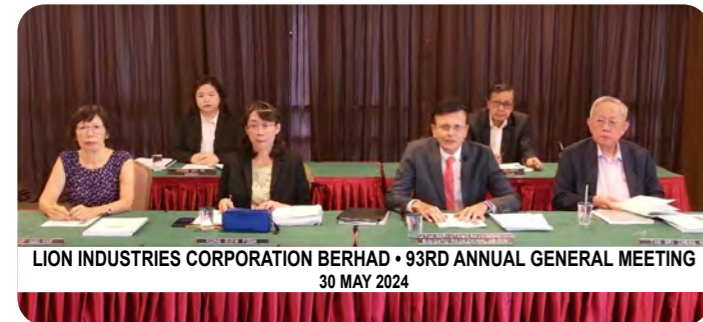 LION INDUSTRIES CORPORATION BERHAD • 93RD ANNUAL GENERAL MEETING
30 MAY 2024